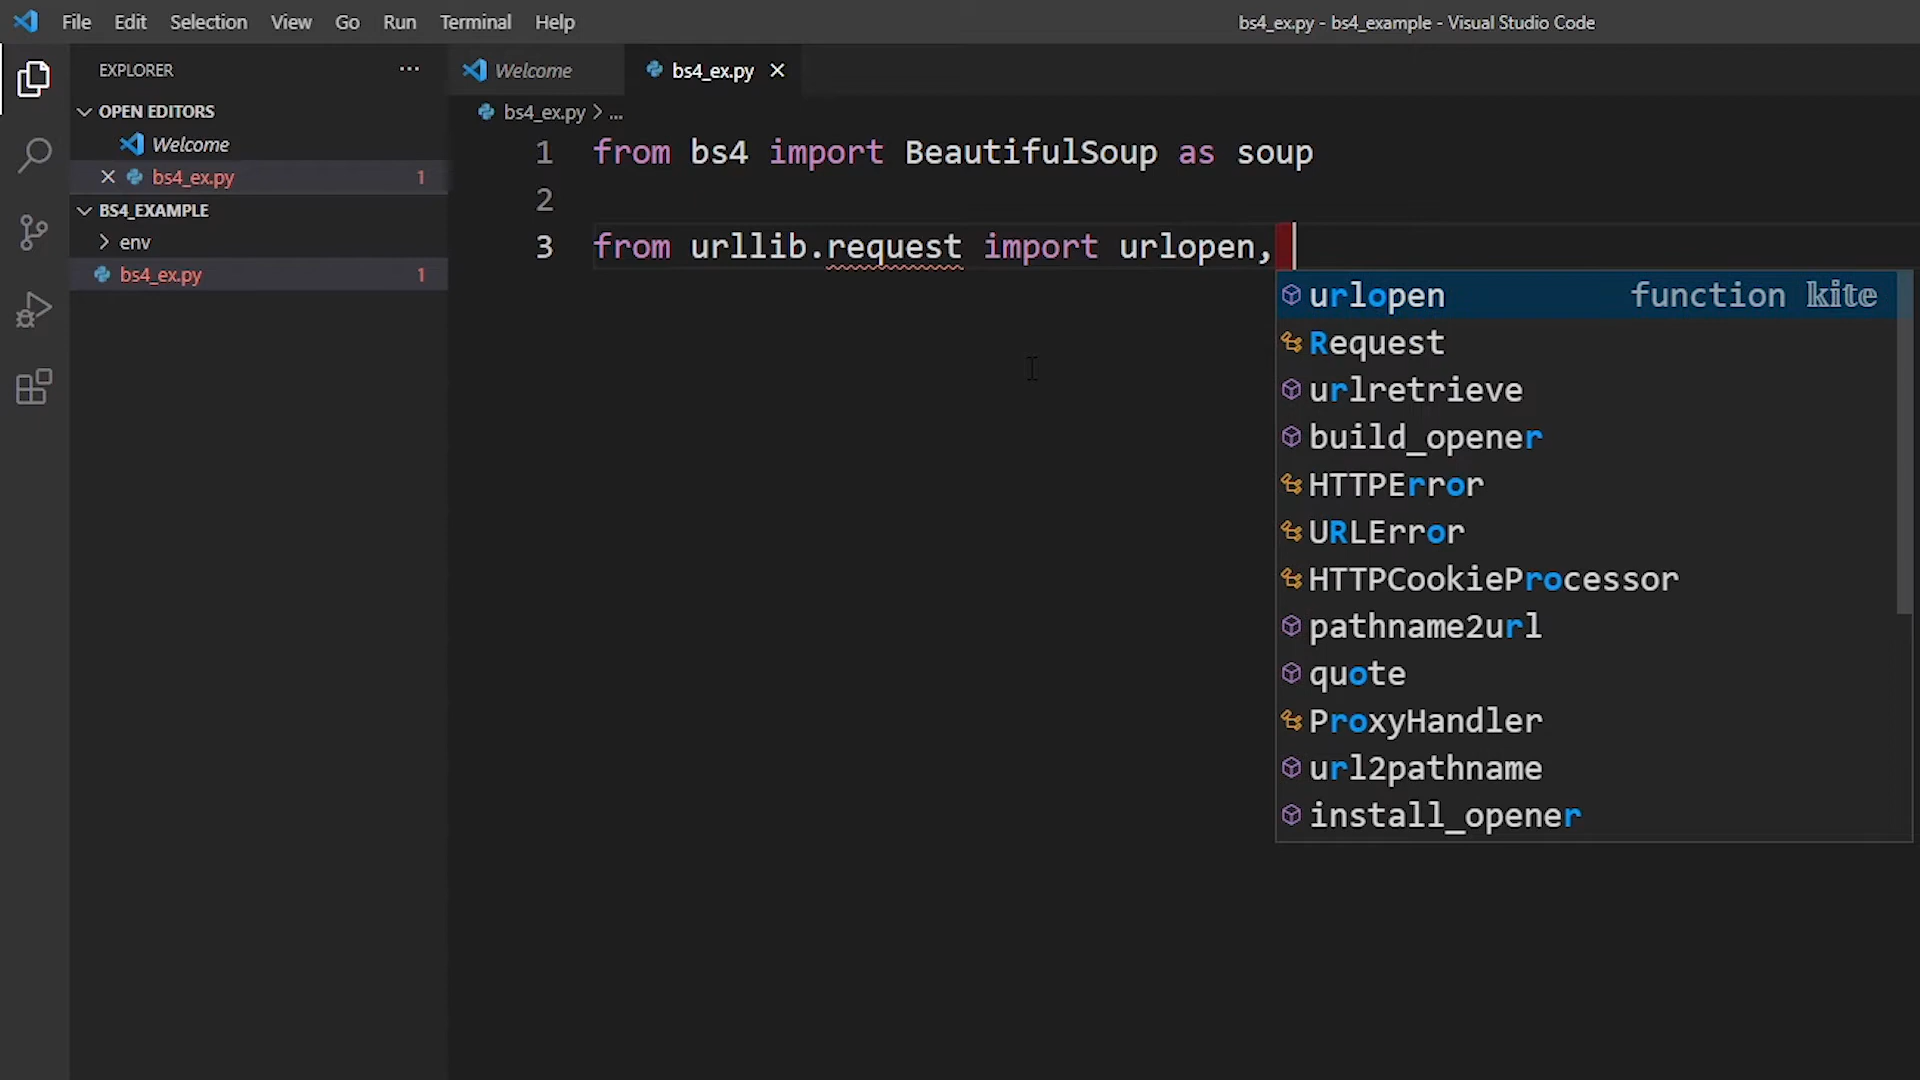 File Edit Selection View Go Run Terminal Help
bs4_ex.py - bs4_example - Visual Studio Code
EXPLORER ...
OPEN EDITORS
Welcome
bs4_ex.py 1
BS4_EXAMPLE
env
bs4_ex.py 1
Welcome bs4_ex.py
bs4_ex.py > ...
1 from bs4 import BeautifulSoup as soup
2
3 from urllib.request import urlopen,
urlopen function kite
Request
urlretrieve
build_opener
HTTPError
URLError
HTTPCookieProcessor
pathname2url
quote
ProxyHandler
url2pathname
install_opener